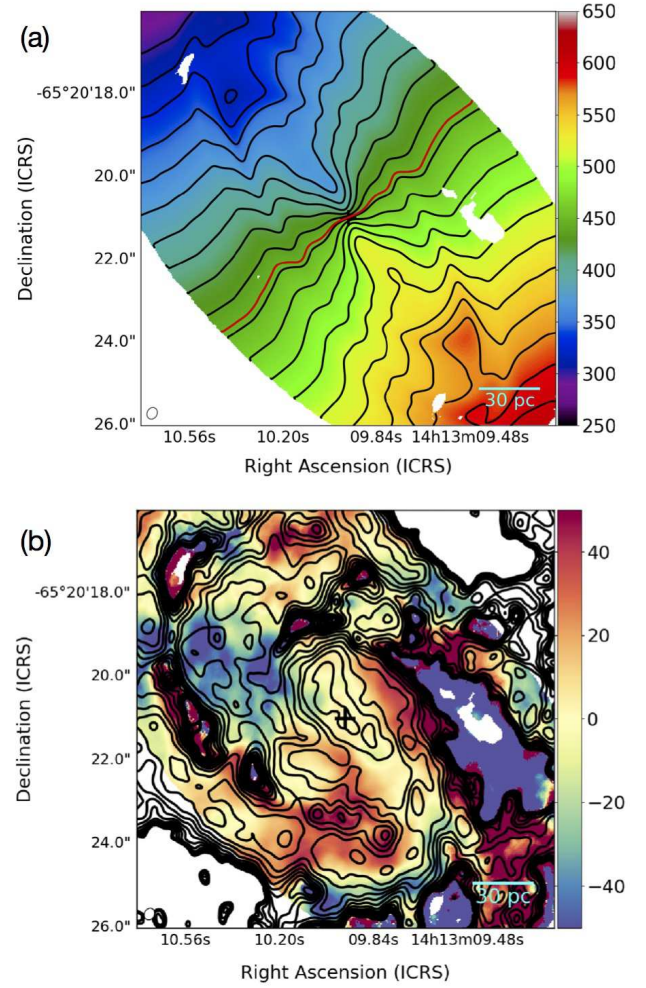 (a)
650
600
550
500
450
400
350
300
250
-65°20'18.0"
20.0"
22.0"
24.0"
26.0"
Declination (ICRS)
30 pc
10.56s 10.20s 09.84s 14h13m09.48s
Right Ascension (ICRS)
(b)
40
20
0
−20
−40
-65°20'18.0"
20.0"
22.0"
24.0"
26.0"
Declination (ICRS)
30 pc
10.56s 10.20s 09.84s 14h13m09.48s
Right Ascension (ICRS)